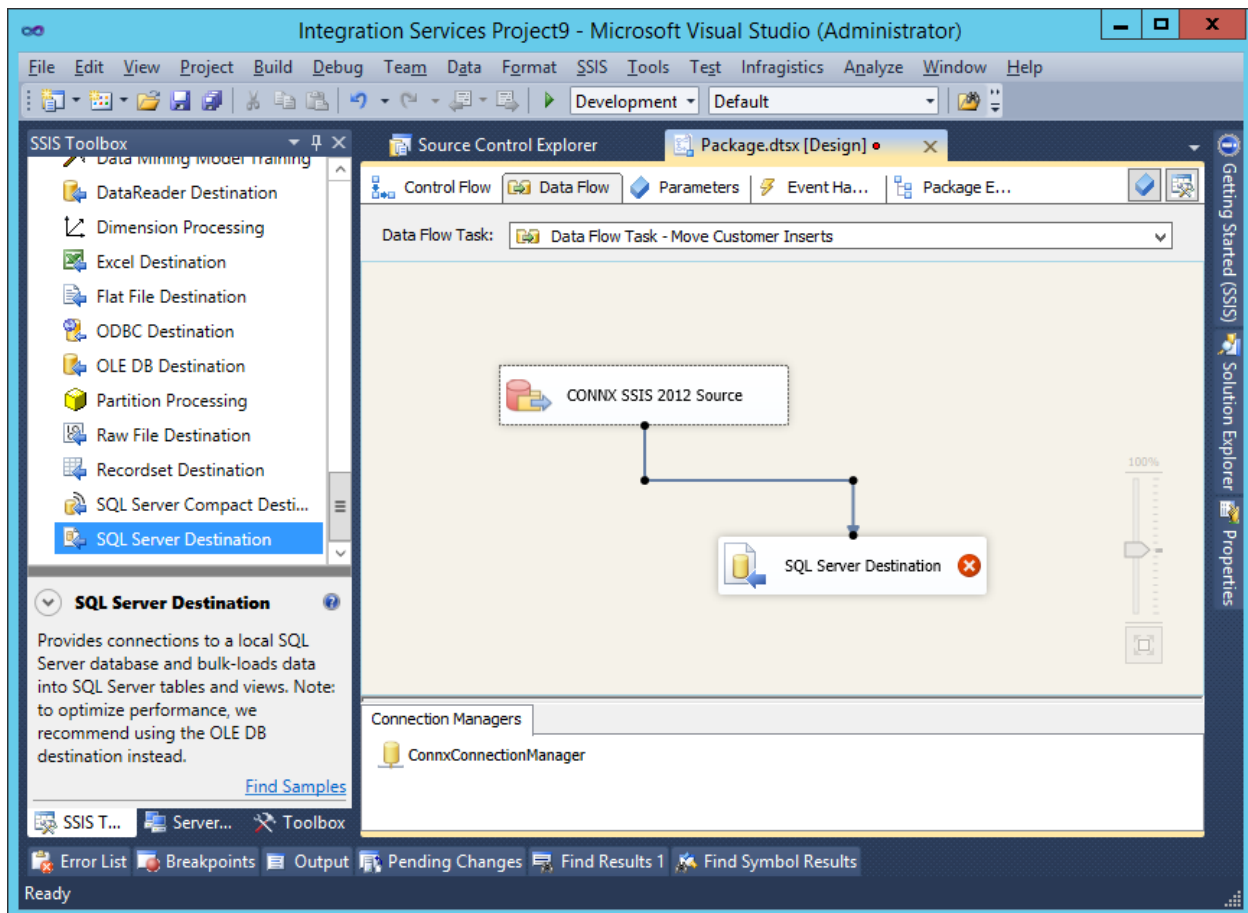 Integration Services Project9 - Microsoft Visual Studio (Administrator)
File Edit View Project Build Debug Team Data Format SSIS Tools Test Infragistics Analyze Window Help
Development Default
SSIS Toolbox
Data Mining Model Training
DataReader Destination
Dimension Processing
Excel Destination
Flat File Destination
ODBC Destination
OLE DB Destination
Partition Processing
Raw File Destination
Recordset Destination
SQL Server Compact Desti...
SQL Server Destination
SQL Server Destination
Provides connections to a local SQL
Server database and bulk-loads data
into SQL Server tables and views. Note:
to optimize performance, we
recommend using the OLE DB
destination instead.
Find Samples
SSIS T... Server... Toolbox
Source Control Explorer Package.dtsx [Design]
Control Flow Data Flow Parameters Event Ha... Package E...
Data Flow Task: Data Flow Task - Move Customer Inserts
CONNX SSIS 2012 Source
100%
SQL Server Destination
Connection Managers
ConnxConnectionManager
Getting Started (SSIS)
Solution Explorer
Properties
Error List Breakpoints Output Pending Changes Find Results 1 Find Symbol Results
Ready